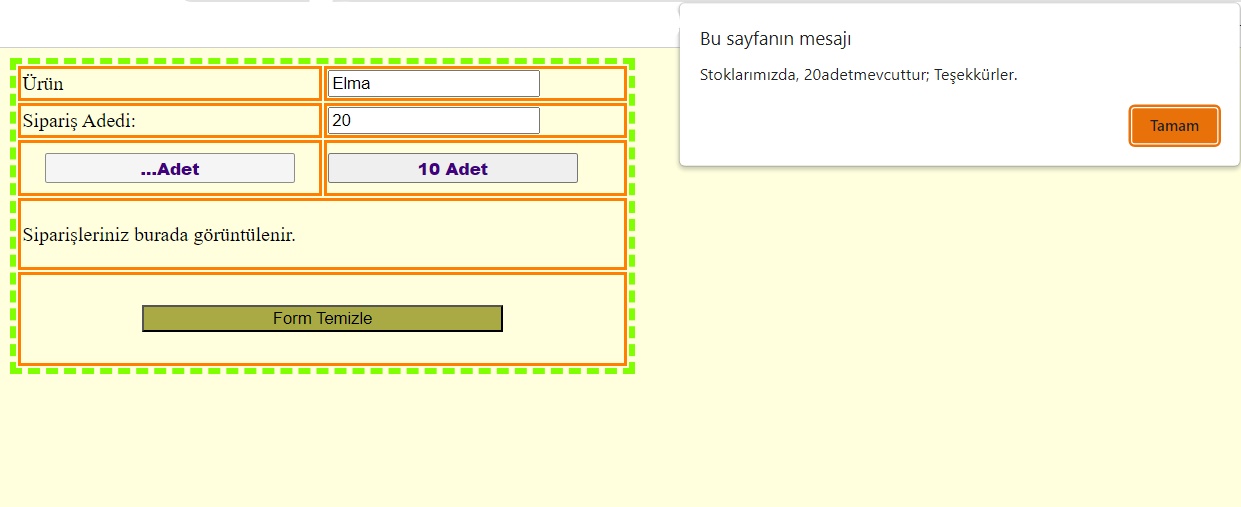 Bu sayfanın mesajı
Stoklarımızda, 20adetmevcuttur; Teşekkürler.
Tamam
Ürün
Elma
Sipariş Adedi:
20
...Adet
10 Adet
Siparişleriniz burada görüntülenir.
Form Temizle